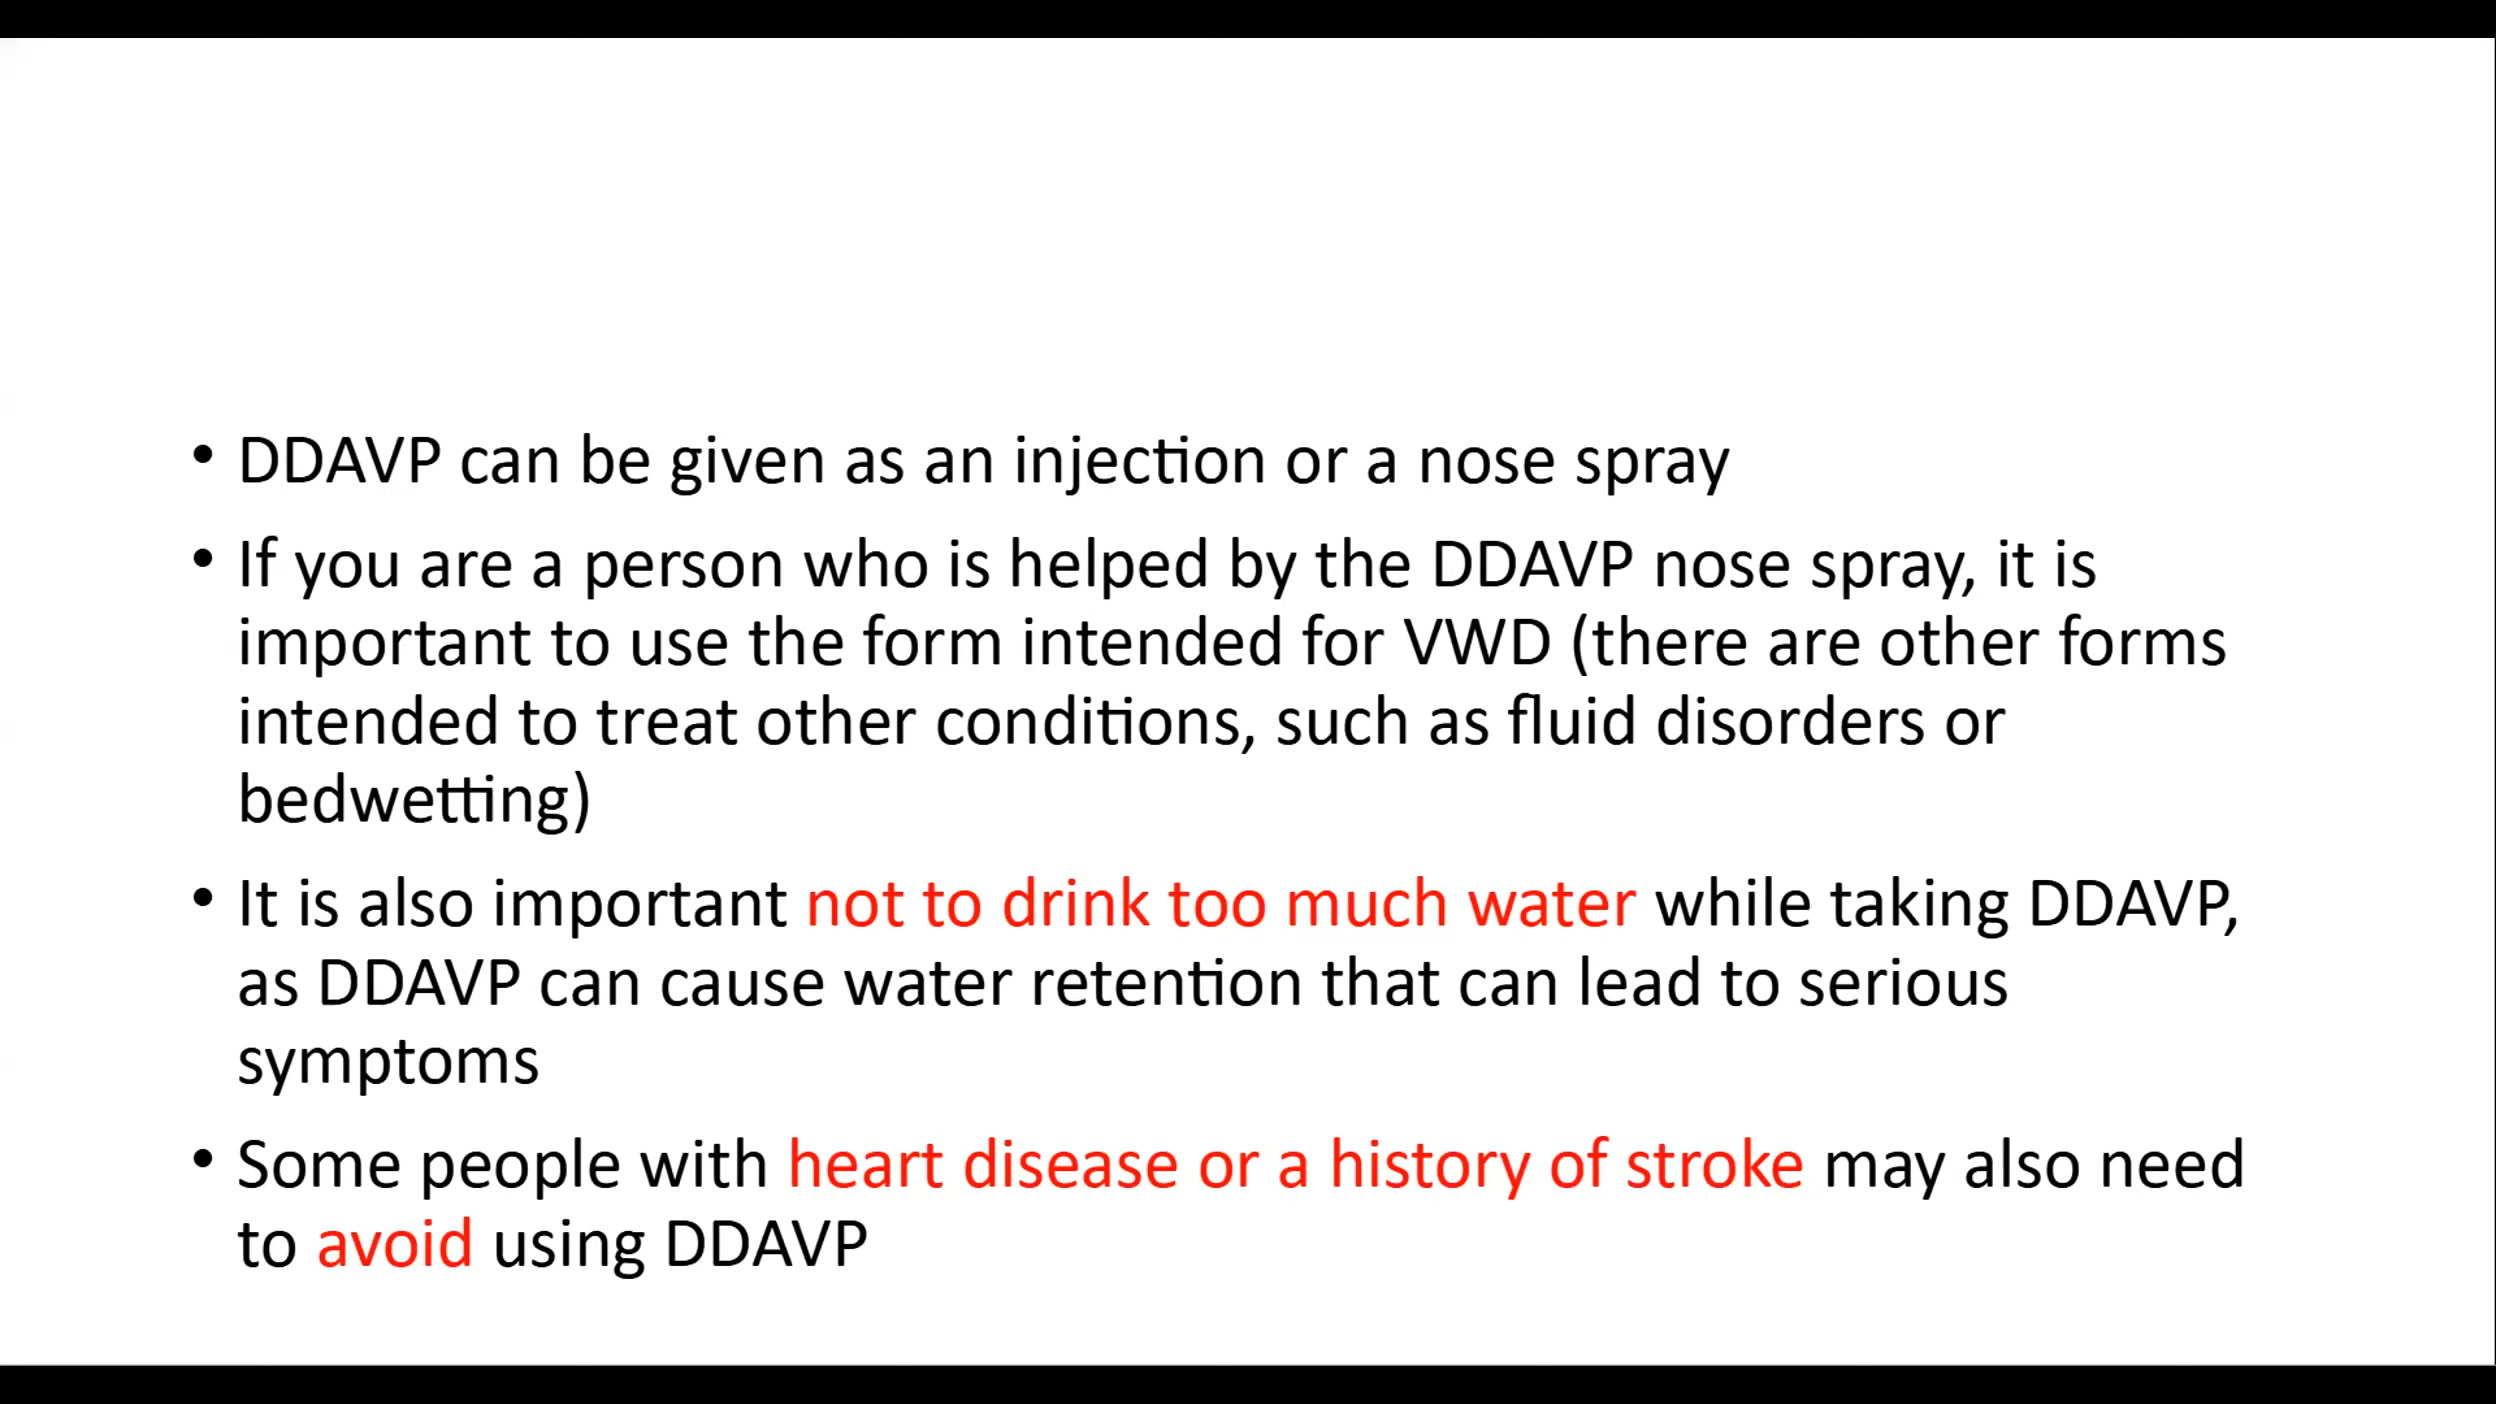 • DDAVP can be given as an injection or a nose spray
• If you are a person who is helped by the DDAVP nose spray, it is
important to use the form intended for VWD (there are other forms
intended to treat other conditions, such as fluid disorders or
bedwetting)
• It is also important not to drink too much water while taking DDAVP,
as DDAVP can cause water retention that can lead to serious
symptoms
• Some people with heart disease or a history of stroke may also need
to avoid using DDAVP